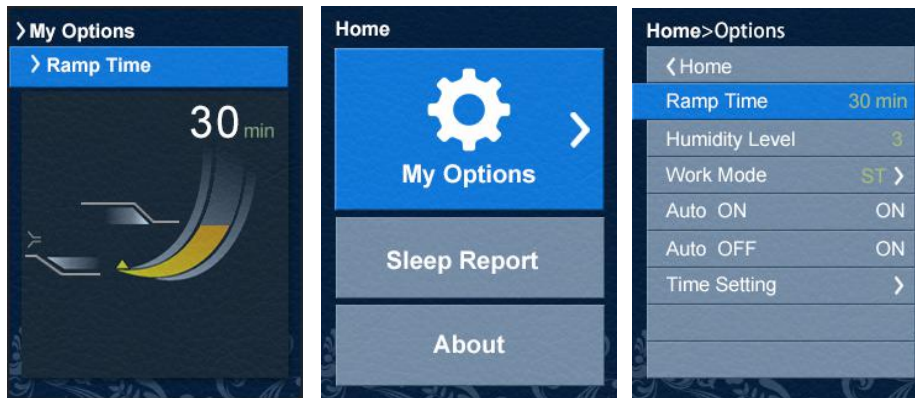 My Options
Ramp Time
30 min
Home
My Options
Sleep Report
About
Home>Options
Home
Ramp Time 30 min
Humidity Level 3
Work Mode ST
Auto ON ON
Auto OFF ON
Time Setting